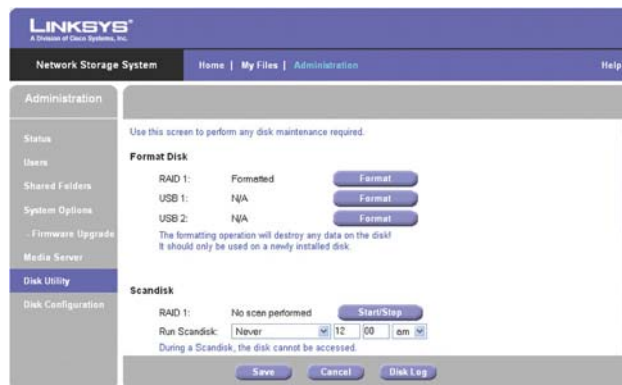 LINKSYS®
A Division of Cisco Systems, Inc.
Network Storage System
Home | My Files | Administration
Help
Administration
Status
Users
Shared Folders
System Options
- Firmware Upgrade
Media Server
Disk Utility
Disk Configuration
Use this screen to perform any disk maintenance required.
Format Disk
RAID 1: Formatted Format
USB 1: N/A Format
USB 2: N/A Format
The formatting operation will destroy any data on the disk!
It should only be used on a newly installed disk.
Scandisk
RAID 1: No scan performed Start/Stop
Run Scandisk: Never 12 00 am
During a Scandisk, the disk cannot be accessed.
Save Cancel Disk Log